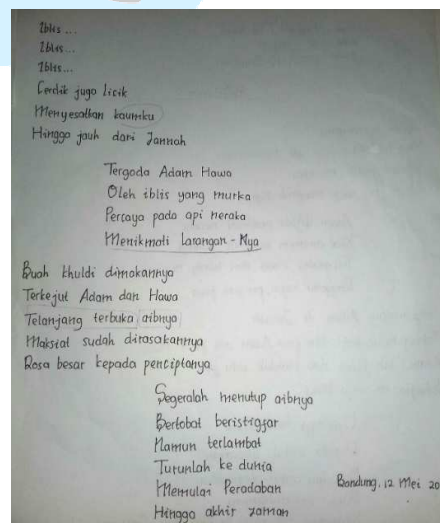 Iblis ...
Iblis...
Iblis...
Cerdik juga licik
Menyesatkan kaumku
Hingga jauh dari Jannah
Tergoda Adam Hawa
Oleh iblis yang murka
Percaya pada api neraka
Menikmati Larangan-Nya
Buah khuldi dimakannya
Terkejut Adam dan Hawa
Telanjang terbuka aibnya
Maksiat sudah dirasakannya
Rasa besar kepada penciptanya
Segeralah menutup aibnya
Bertobat beristigfar
Namun terlambat
Turunlah ke dunia
Memulai Peradaban
Hingga akhir zaman
Bandung, 12 Mei 20